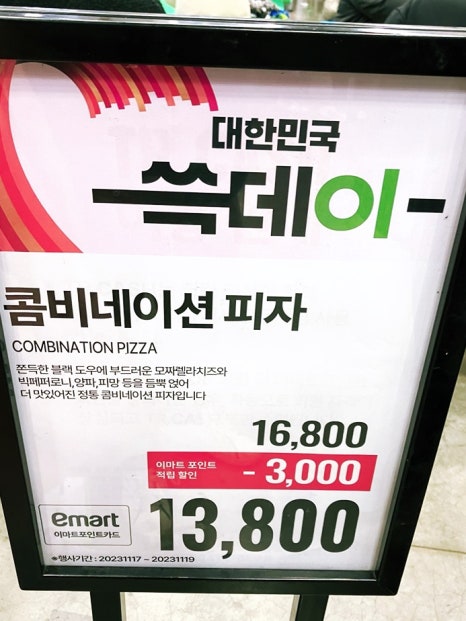 대한민국
쓱데이
콤비네이션 피자
COMBINATION PIZZA
쫀득한 블랙 도우에 부드러운 모짜렐라치즈와
빅페퍼로니,양파,피망 등을 듬뿍 얹어
더 맛있어진 정통 콤비네이션 피자입니다
16,800
이마트 포인트
적립 할인
- 3,000
emart
이마트포인트카드
13,800
*행사기간 : 20231117 ~ 20231119